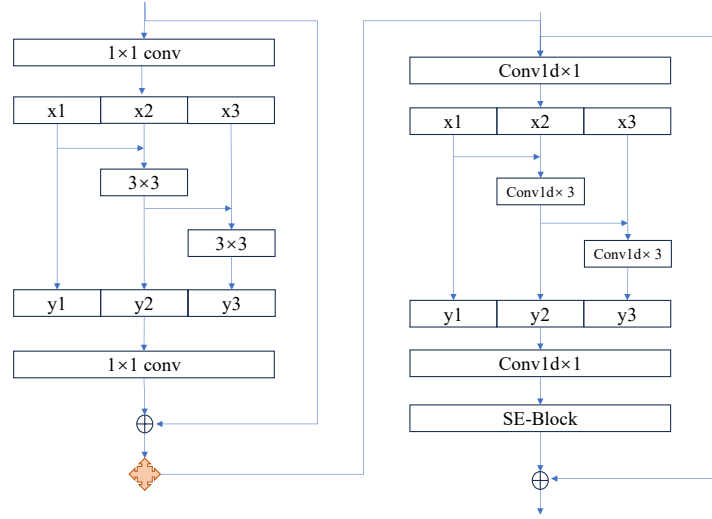 1×1 conv
x1 x2 x3
3×3
3×3
y1 y2 y3
1×1 conv
Conv1d×1
x1 x2 x3
Conv1d× 3
Conv1d× 3
y1 y2 y3
Conv1d×1
SE-Block